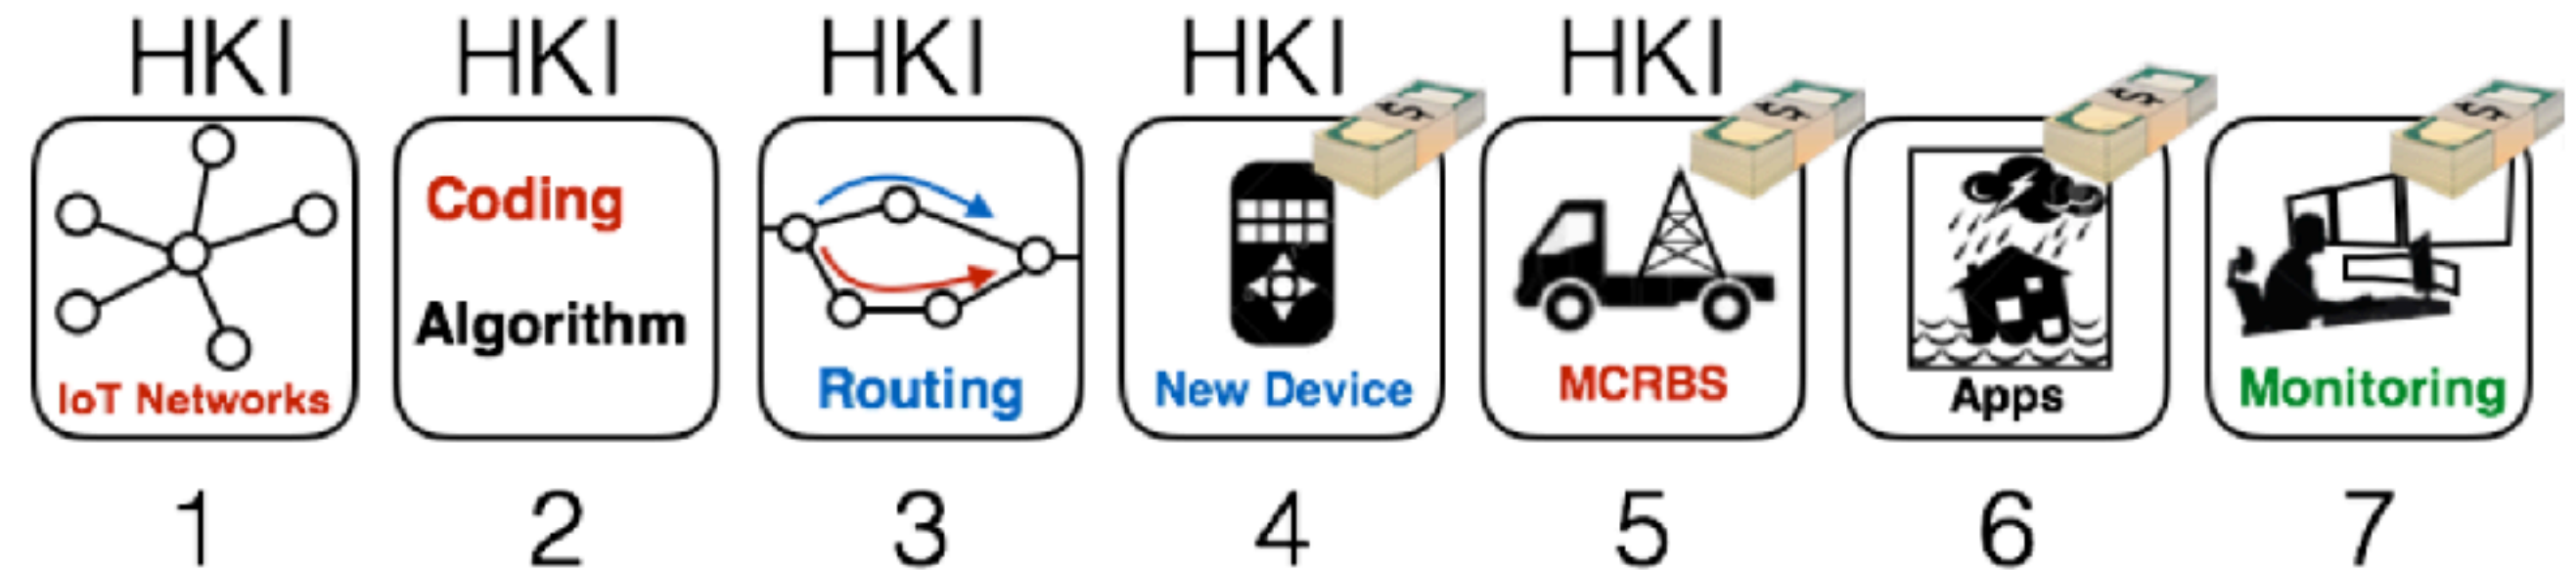 HKI HKI HKI HKI HKI
Coding
Algorithm
IoT Networks
Routing
New Device
MCRBS
Apps
Monitoring
1 2 3 4 5 6 7